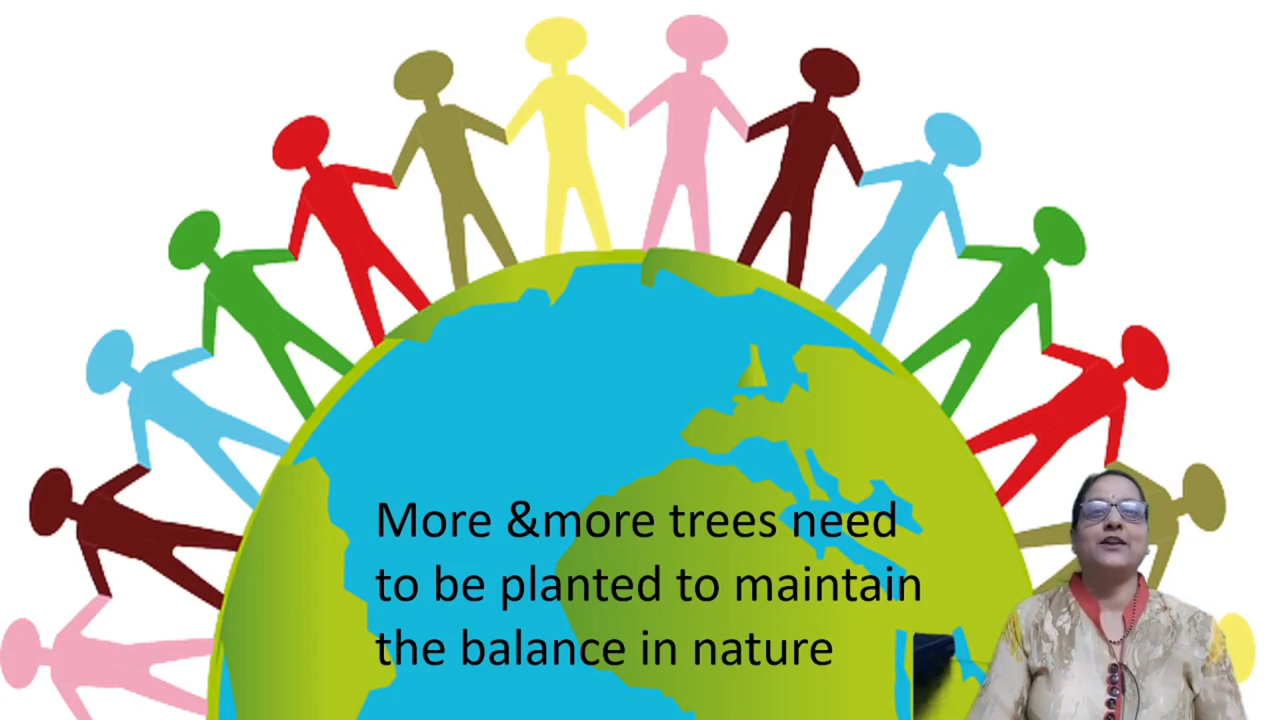 More &more trees need
to be planted to maintain
the balance in nature